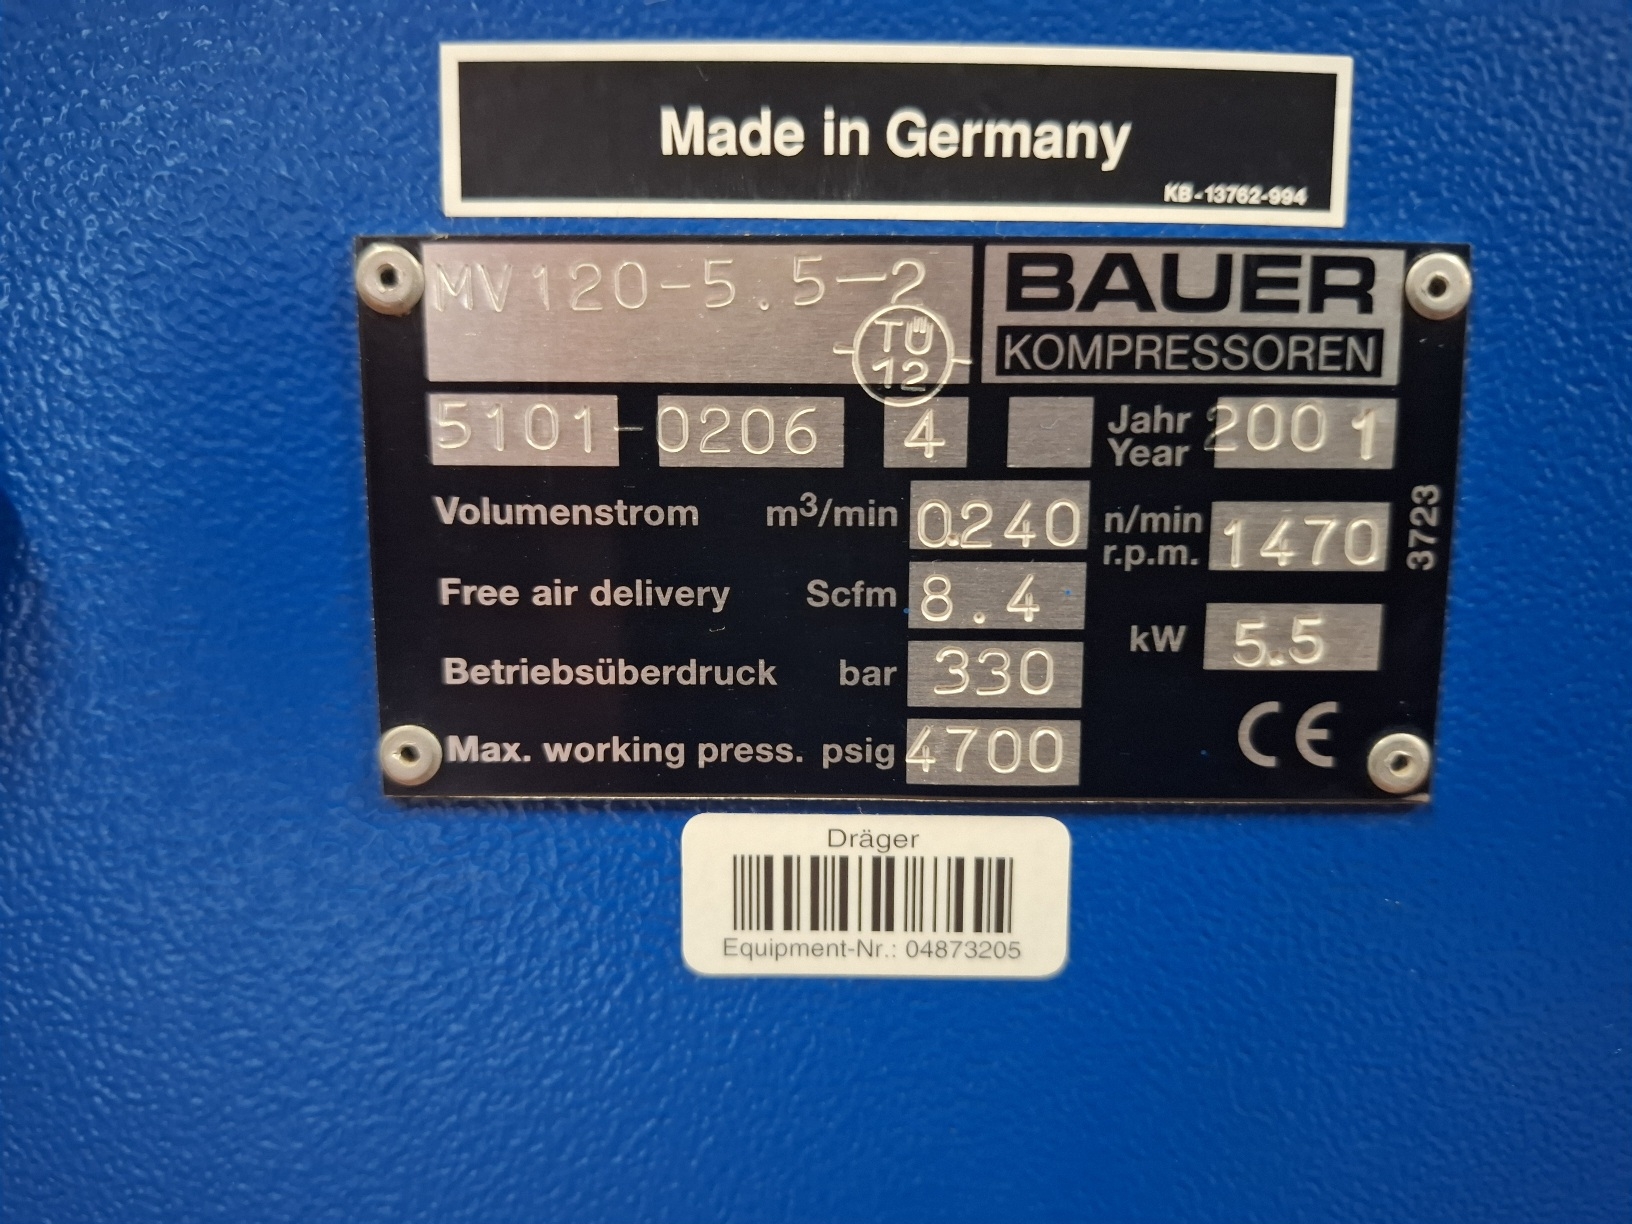 Made in Germany
KB-13762-994
MV120-5.5-2
BAUER
KOMPRESSOREN
TÜ
12
5101-0206 4
Jahr
Year 2001
Volumenstrom m³/min 0.240
n/min
r.p.m. 1470
3723
Free air delivery Scfm 8.4
kW 5.5
Betriebsüberdruck bar 330
Max. working press. psig 4700
CE
Dräger
Equipment-Nr.: 04873205